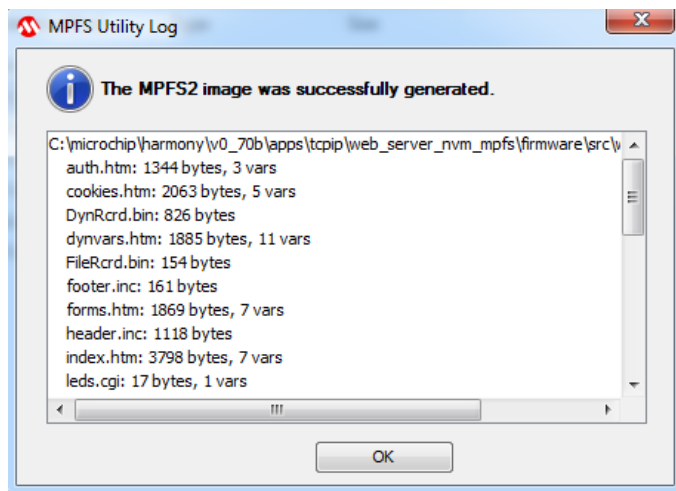 MPFS Utility Log
The MPFS2 image was successfully generated.
C:\microchip\harmony\v0_70b\apps\tcpip\web_server_nvm_mpfs\firmware\src\
auth.htm: 1344 bytes, 3 vars
cookies.htm: 2063 bytes, 5 vars
DynRcrd.bin: 826 bytes
dynvars.htm: 1885 bytes, 11 vars
FileRcrd.bin: 154 bytes
footer.inc: 161 bytes
forms.htm: 1869 bytes, 7 vars
header.inc: 1118 bytes
index.htm: 3798 bytes, 7 vars
leds.cgi: 17 bytes, 1 vars
OK